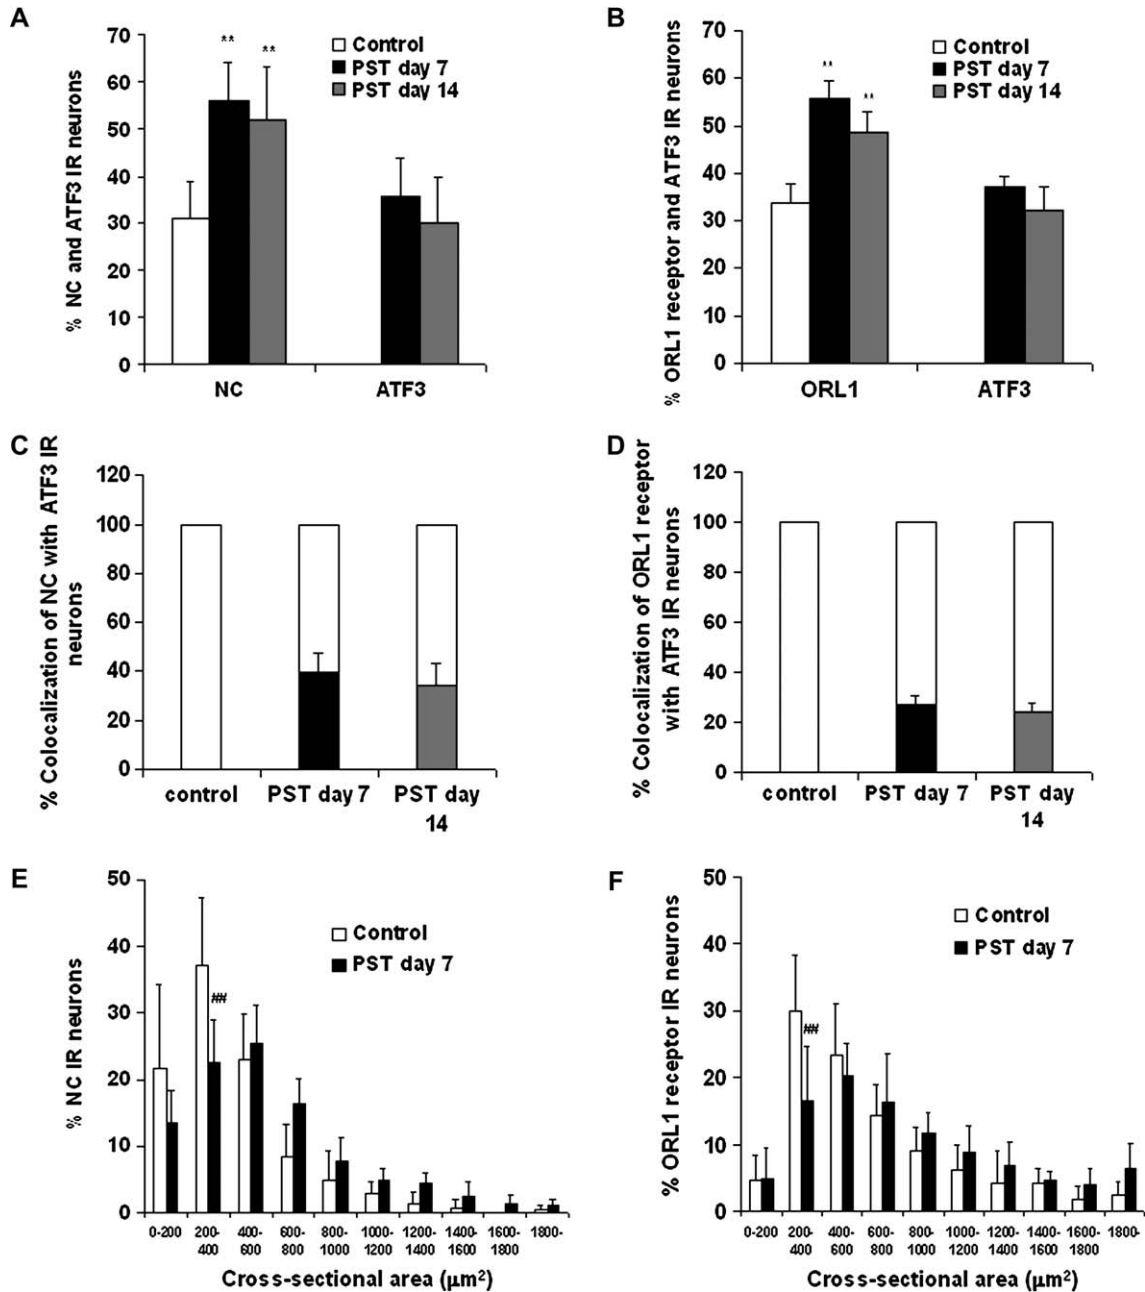 A
% NC and ATF3 IR neurons
70
60
50
40
30
20
10
0
**
**
Control
PST day 7
PST day 14
NC
ATF3
B
% ORL1 receptor and ATF3 IR neurons
70
60
50
40
30
20
10
0
**
**
Control
PST day 7
PST day 14
ORL1
ATF3
C
% Colocalization of NC with ATF3 IR
neurons
120
100
80
60
40
20
0
control
PST day 7
PST day
14
D
% Colocalization of ORL1 receptor
with ATF3 IR neurons
120
100
80
60
40
20
0
control
PST day 7
PST day
14
E
% NC IR neurons
50
40
30
20
10
0
##
Control
PST day 7
0-200
200-
400
400-
600
600-
800
800-
1000
1000-
1200
1200-
1400
1400-
1600
1600-
1800
1800-
Cross-sectional area (μm²)
F
% ORL1 receptor IR neurons
50
40
30
20
10
0
##
Control
PST day 7
0-200
200-
400
400-
600
600-
800
800-
1000
1000-
1200
1200-
1400
1400-
1600
1600-
1800
1800-
Cross-sectional area (μm²)